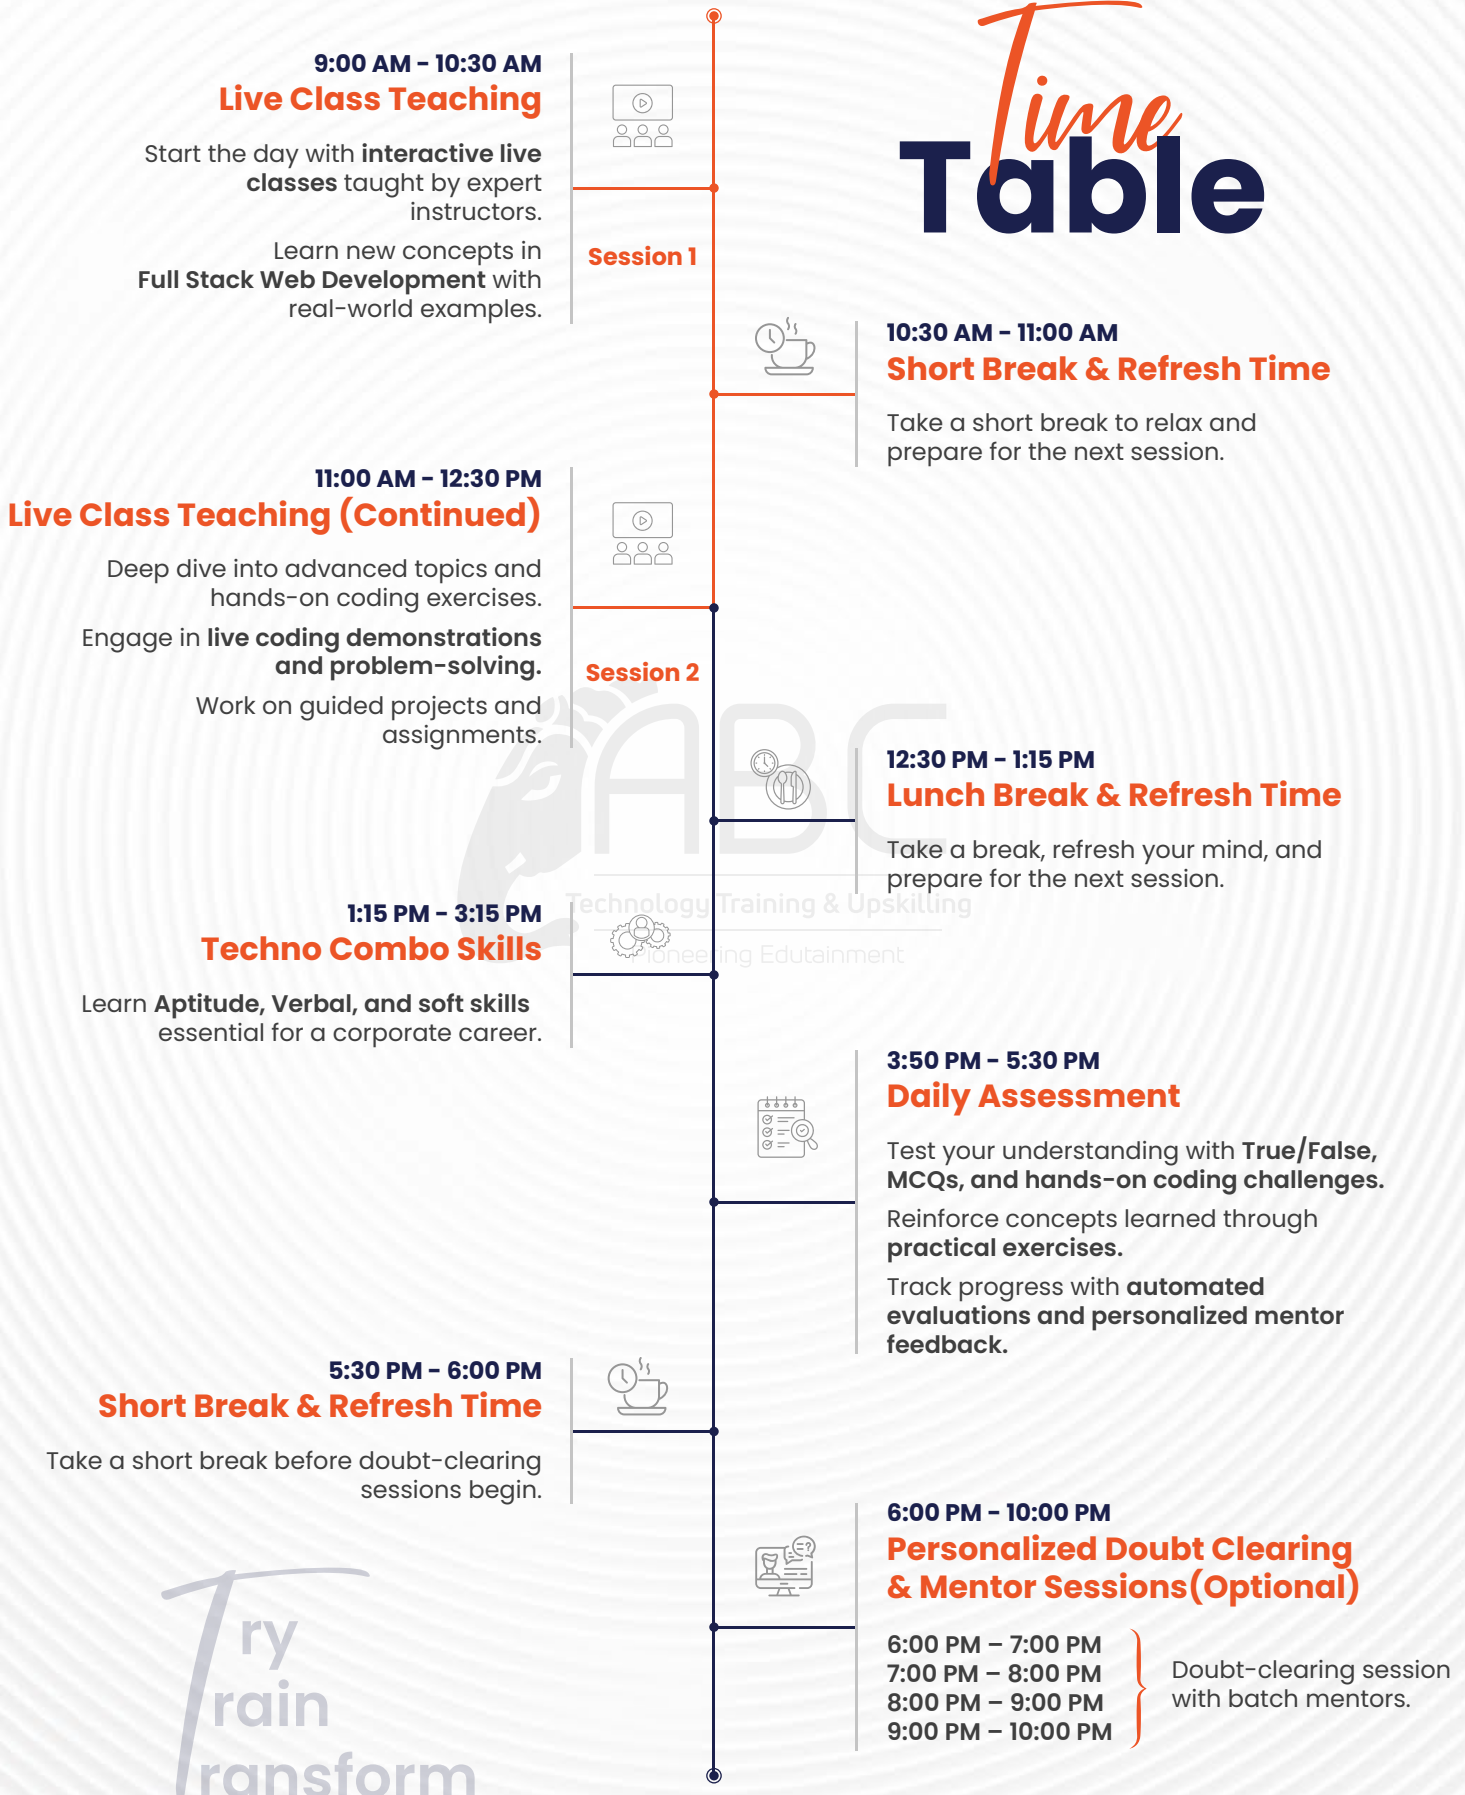 Time
Table
9:00 AM - 10:30 AM
Live Class Teaching
Start the day with interactive live
classes taught by expert
instructors.
Learn new concepts in
Full Stack Web Development with
real-world examples.
Session 1
10:30 AM - 11:00 AM
Short Break & Refresh Time
Take a short break to relax and
prepare for the next session.
11:00 AM - 12:30 PM
Live Class Teaching (Continued)
Deep dive into advanced topics and
hands-on coding exercises.
Engage in live coding demonstrations
and problem-solving.
Work on guided projects and
assignments.
Session 2
ABC
Technology Training & Upskilling
Pioneering Edutainment
12:30 PM - 1:15 PM
Lunch Break & Refresh Time
Take a break, refresh your mind, and
prepare for the next session.
1:15 PM - 3:15 PM
Techno Combo Skills
Learn Aptitude, Verbal, and soft skills
essential for a corporate career.
3:50 PM - 5:30 PM
Daily Assessment
Test your understanding with True/False,
MCQs, and hands-on coding challenges.
Reinforce concepts learned through
practical exercises.
Track progress with automated
evaluations and personalized mentor
feedback.
5:30 PM - 6:00 PM
Short Break & Refresh Time
Take a short break before doubt-clearing
sessions begin.
6:00 PM - 10:00 PM
Personalized Doubt Clearing
& Mentor Sessions(Optional)
6:00 PM – 7:00 PM
7:00 PM – 8:00 PM
8:00 PM – 9:00 PM
9:00 PM – 10:00 PM
Doubt-clearing session
with batch mentors.
Try
rain
ransform